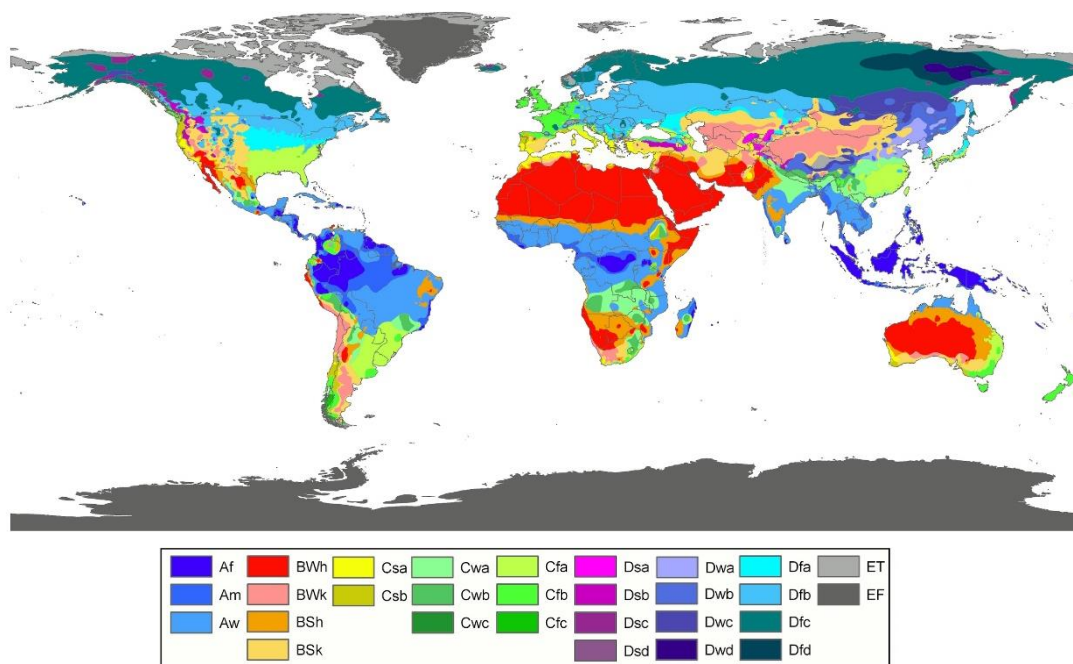 Af BWh Csa Cwa Cfa Dsa Dwa Dfa ET
Am BWk Csb Cwb Cfb Dsb Dwb Dfb EF
Aw BSh Cwc Cfc Dsc Dwc Dfc
BSk Dsd Dwd Dfd